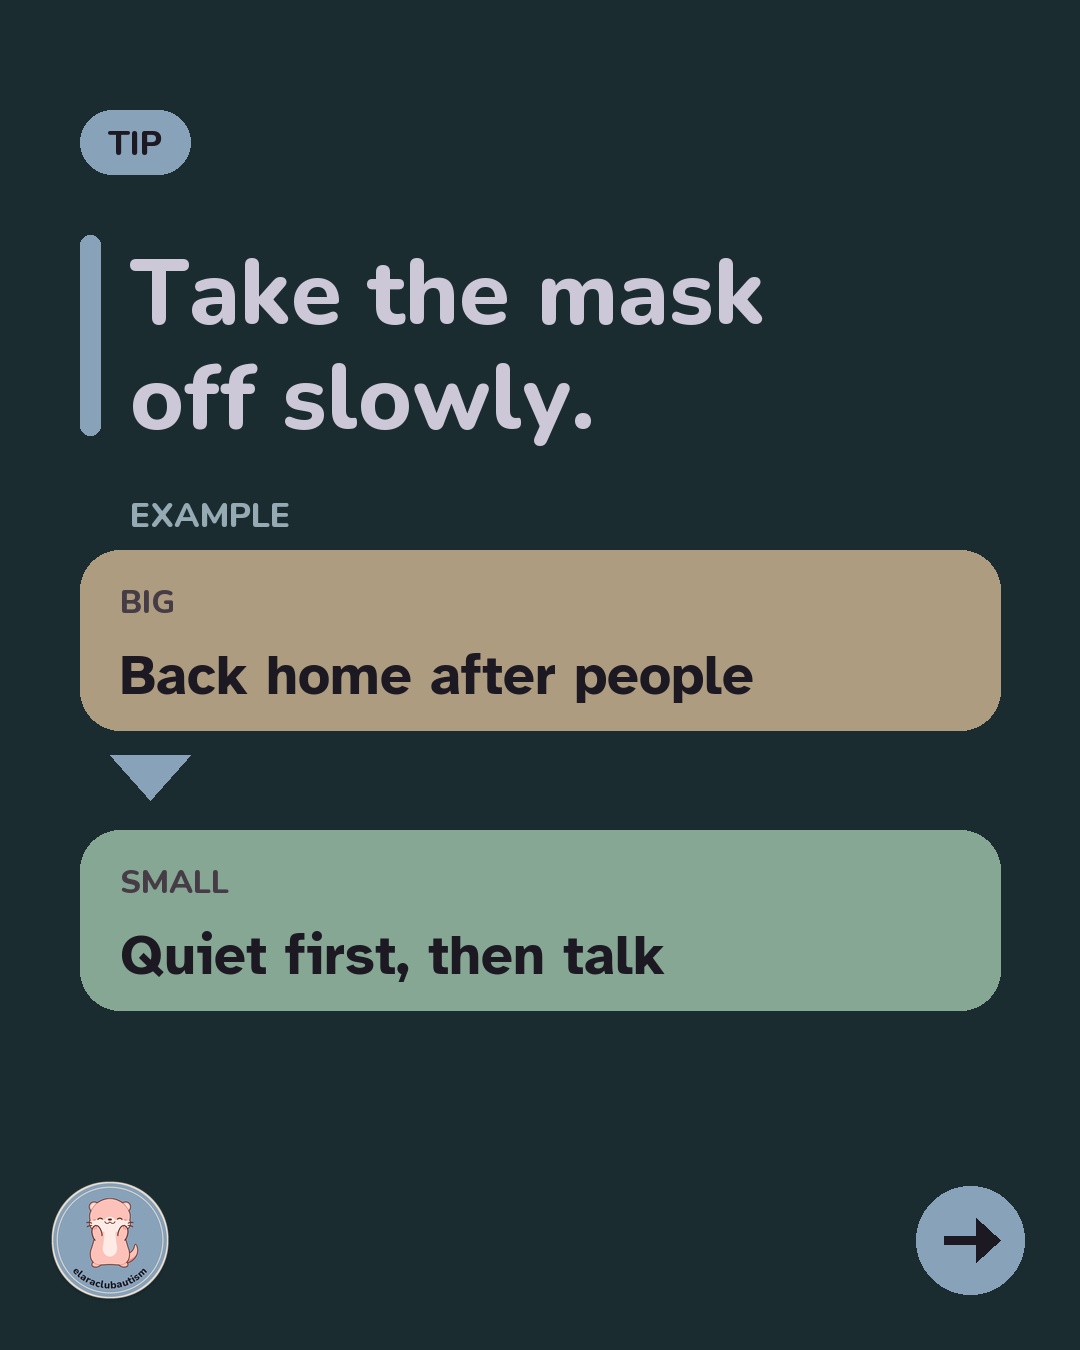 TIP
Take the mask
off slowly.
EXAMPLE
BIG
Back home after people
SMALL
Quiet first, then talk
elaraclubautism